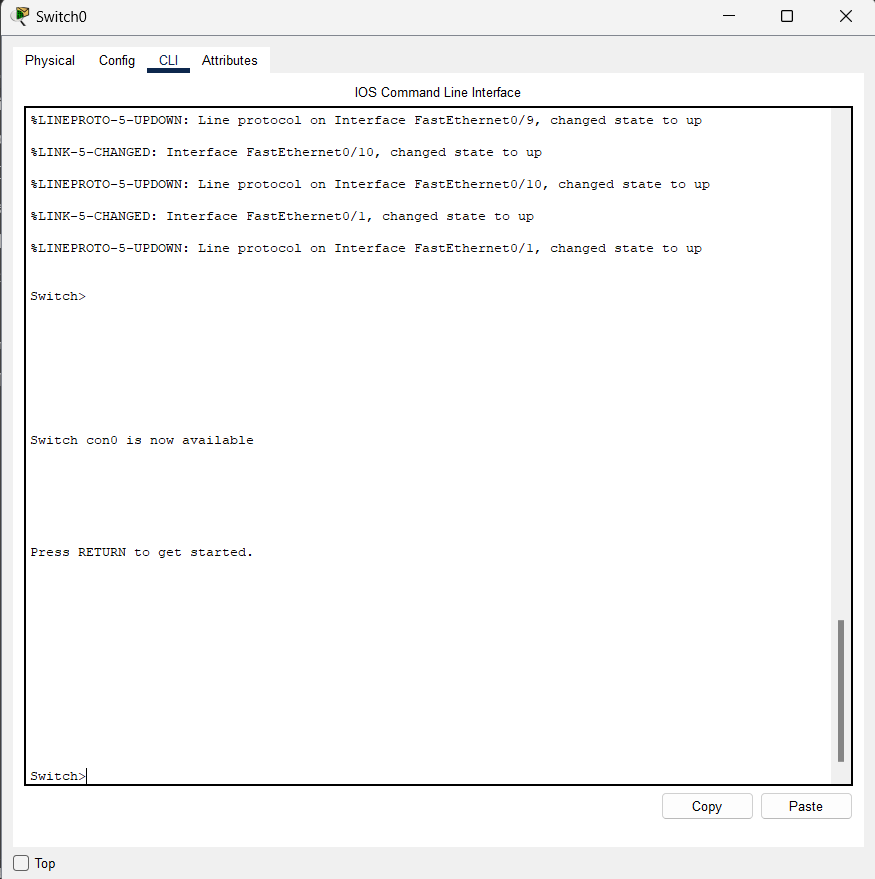 Switch0
Physical Config CLI Attributes
IOS Command Line Interface
%LINEPROTO-5-UPDOWN: Line protocol on Interface FastEthernet0/9, changed state to up
%LINK-5-CHANGED: Interface FastEthernet0/10, changed state to up
%LINEPROTO-5-UPDOWN: Line protocol on Interface FastEthernet0/10, changed state to up
%LINK-5-CHANGED: Interface FastEthernet0/1, changed state to up
%LINEPROTO-5-UPDOWN: Line protocol on Interface FastEthernet0/1, changed state to up
Switch>
Switch con0 is now available
Press RETURN to get started.
Switch>
Copy Paste
Top